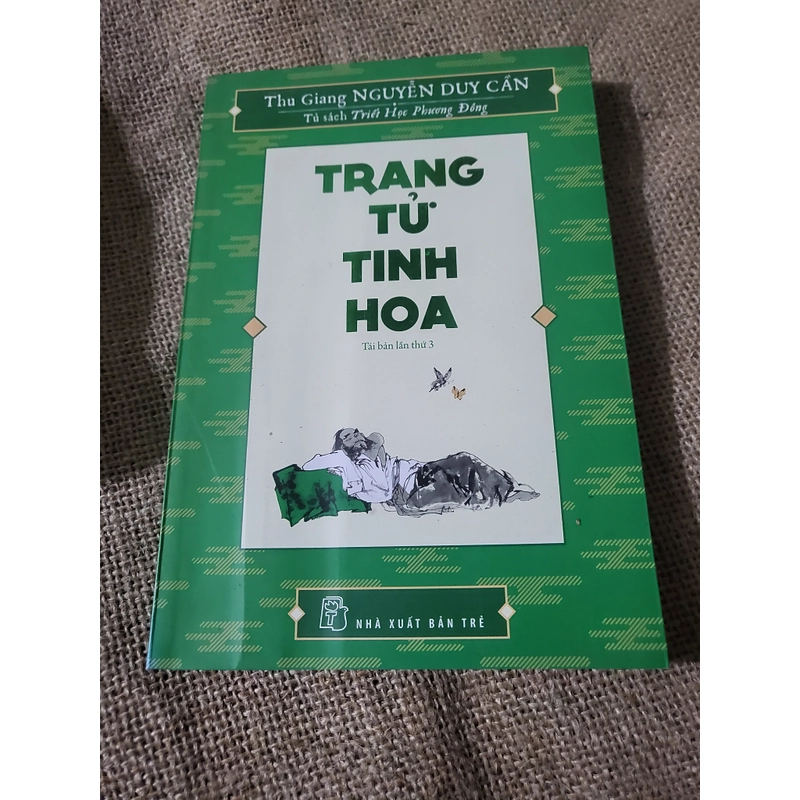 Thu Giang NGUYỄN DUY CẦN
Tủ sách Triết Học Phương Đông
TRANG
TỬ
TINH
HOA
Tái bản lần thứ 3
NHÀ XUẤT BẢN TRẺ